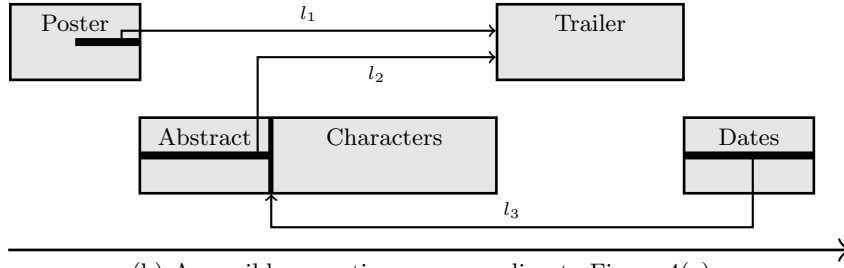 Poster
l1
Trailer
l2
Abstract
Characters
Dates
l3